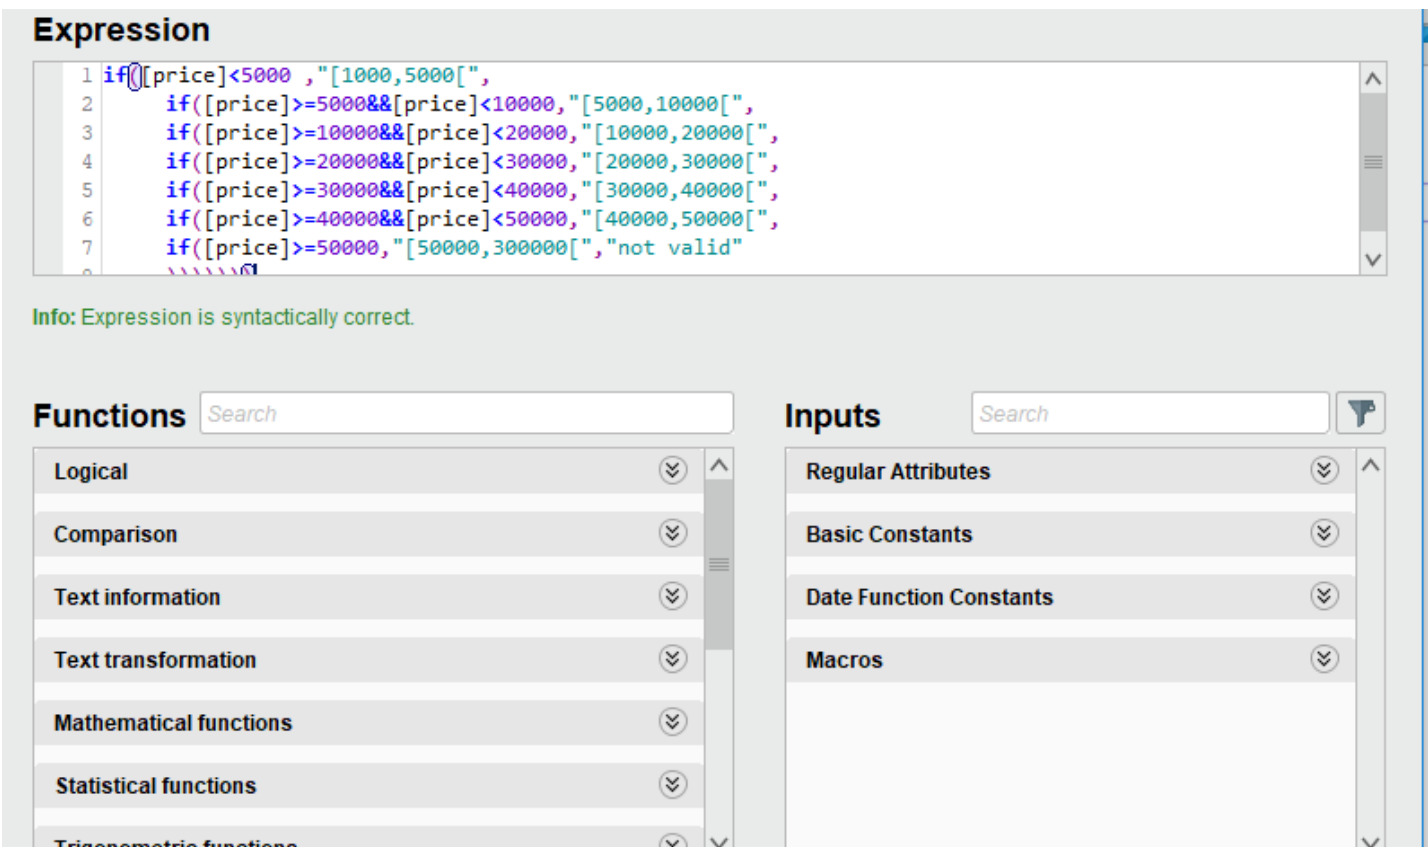 Expression
1 if([price]<5000 ,"[1000,5000[",
2 if([price]>=5000&&[price]<10000,"[5000,10000[",
3 if([price]>=10000&&[price]<20000,"[10000,20000[",
4 if([price]>=20000&&[price]<30000,"[20000,30000[",
5 if([price]>=30000&&[price]<40000,"[30000,40000[",
6 if([price]>=40000&&[price]<50000,"[40000,50000[",
7 if([price]>=50000,"[50000,300000[","not valid"
Info: Expression is syntactically correct.
Functions Search
Logical
Comparison
Text information
Text transformation
Mathematical functions
Statistical functions
Trigonometric functions
Inputs Search
Regular Attributes
Basic Constants
Date Function Constants
Macros